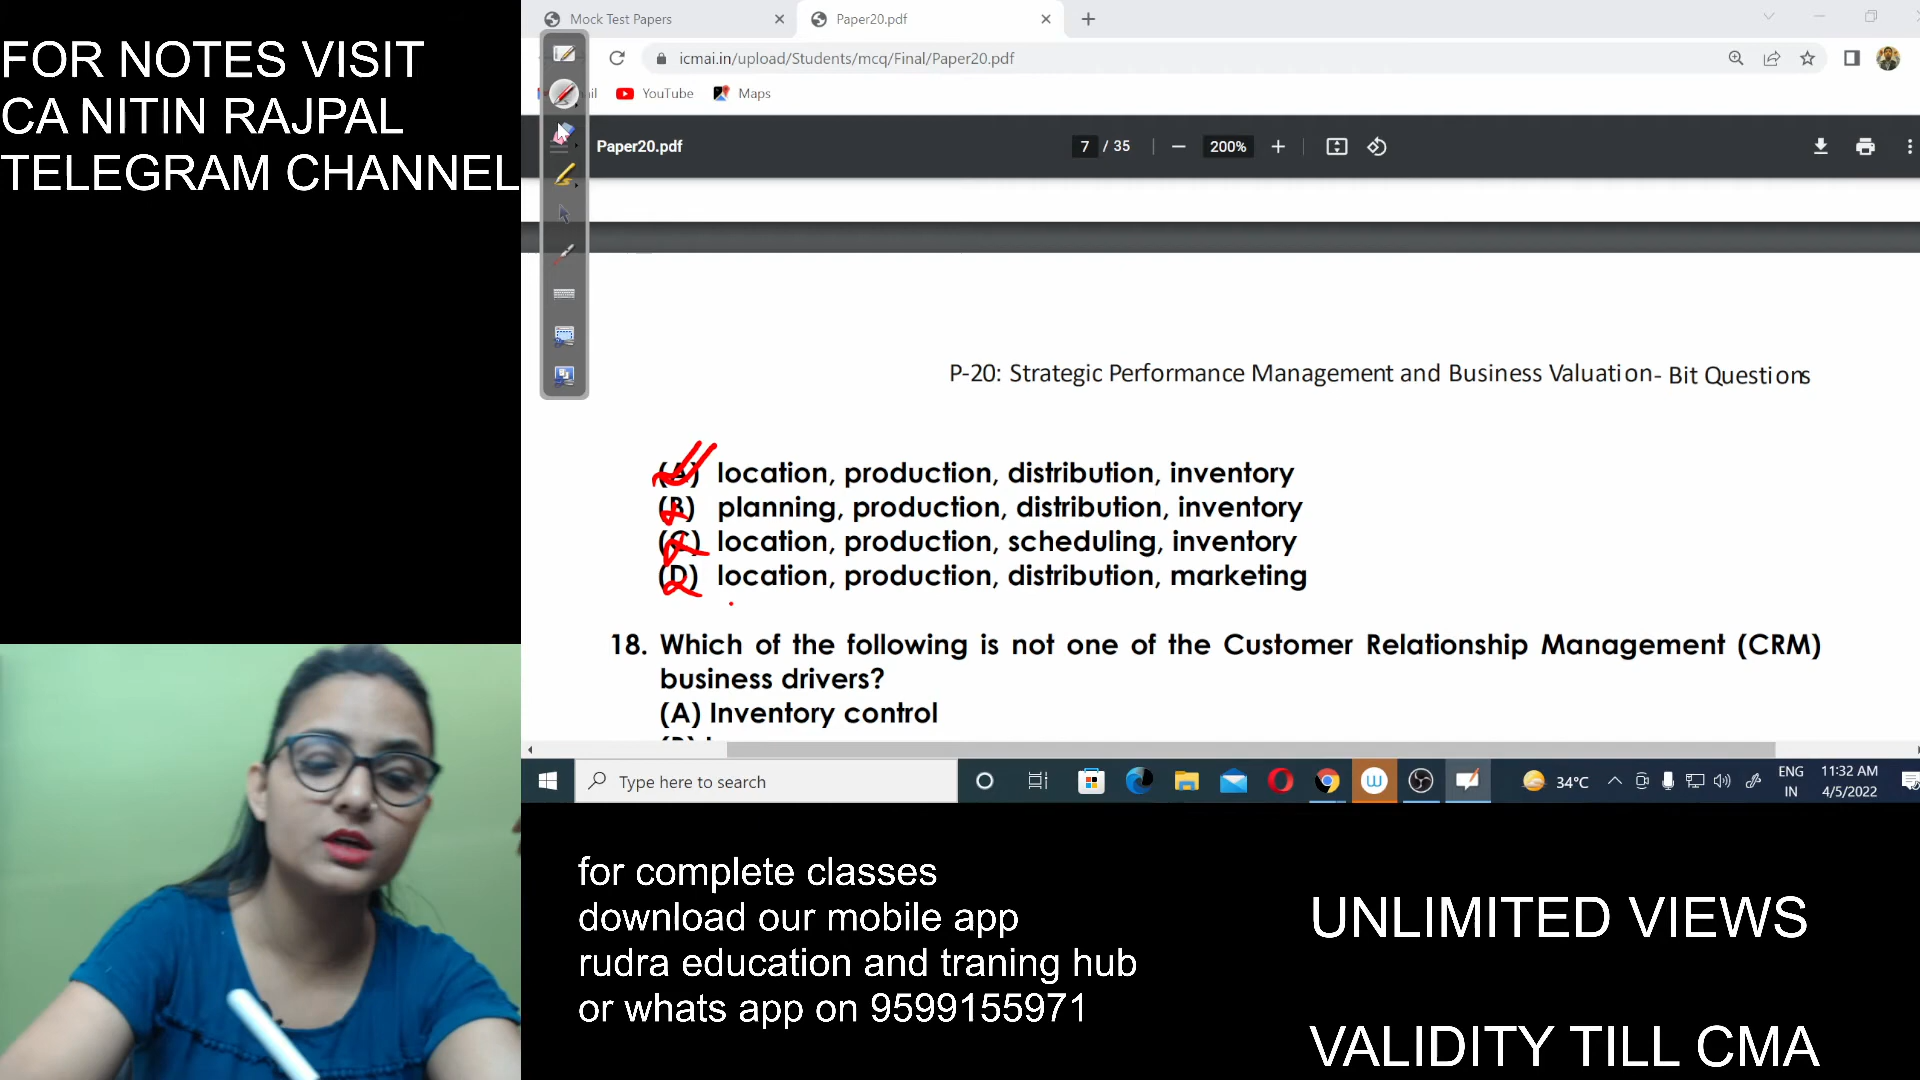 FOR NOTES VISIT
CA NITIN RAJPAL
TELEGRAM CHANNEL
Mock Test Papers
Paper20.pdf
icmai.in/upload/Students/mcq/Final/Paper20.pdf
YouTube
Maps
Paper20.pdf
7 / 35
200%
P-20: Strategic Performance Management and Business Valuation- Bit Questions
(A) location, production, distribution, inventory
(B) planning, production, distribution, inventory
(C) location, production, scheduling, inventory
(D) location, production, distribution, marketing
18. Which of the following is not one of the Customer Relationship Management (CRM)
business drivers?
(A) Inventory control
Type here to search
34°C
ENG
IN
11:32 AM
4/5/2022
for complete classes
download our mobile app
rudra education and traning hub
or whats app on 9599155971
UNLIMITED VIEWS
VALIDITY TILL CMA